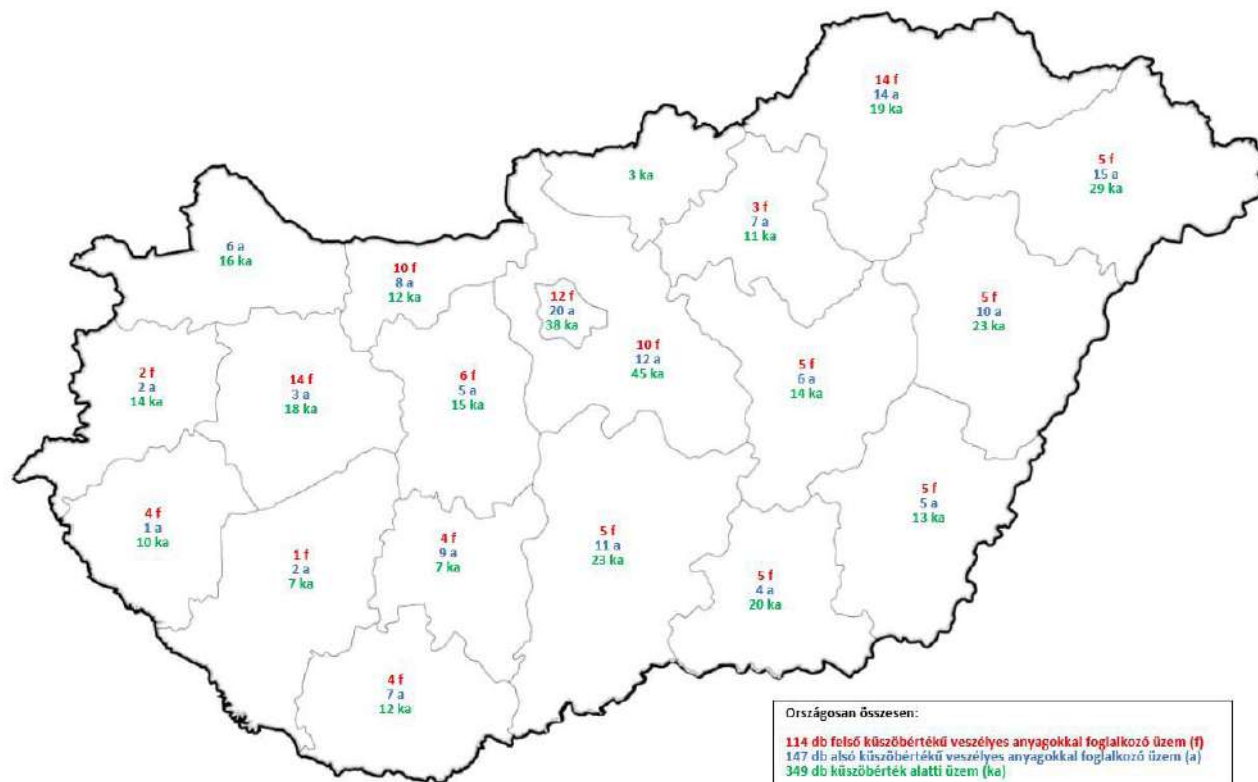 14 f
14 a
19 ka
5 f
15 a
29 ka
3 ka
3 f
7 a
11 ka
6 a
16 ka
10 f
8 a
12 ka
12 f
20 a
38 ka
5 f
10 a
23 ka
10 f
12 a
45 ka
2 f
2 a
14 ka
14 f
3 a
18 ka
6 f
5 a
15 ka
5 f
6 a
14 ka
5 f
5 a
13 ka
4 f
1 a
10 ka
1 f
2 a
7 ka
4 f
9 a
7 ka
5 f
11 a
23 ka
5 f
4 a
20 ka
4 f
7 a
12 ka
Országosan összesen:
114 db felső küszöbértékű veszélyes anyagokkal foglalkozó üzem (f)
147 db alsó küszöbértékű veszélyes anyagokkal foglalkozó üzem (a)
349 db küszöbérték alatti üzem (ka)